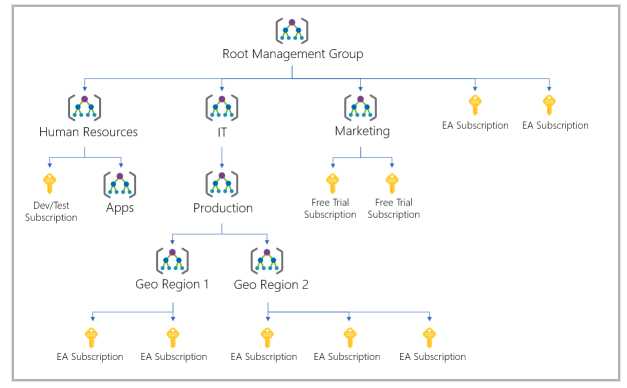 Root Management Group
Human Resources
IT
Marketing
EA Subscription
EA Subscription
Dev/Test
Subscription
Apps
Production
Free Trial
Subscription
Free Trial
Subscription
Geo Region 1
Geo Region 2
EA Subscription
EA Subscription
EA Subscription
EA Subscription
EA Subscription